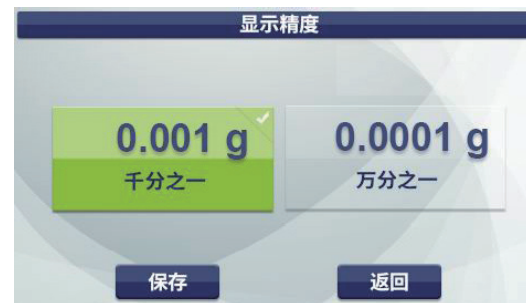 显示精度
0.001 g
千分之一
0.0001 g
万分之一
保存
返回